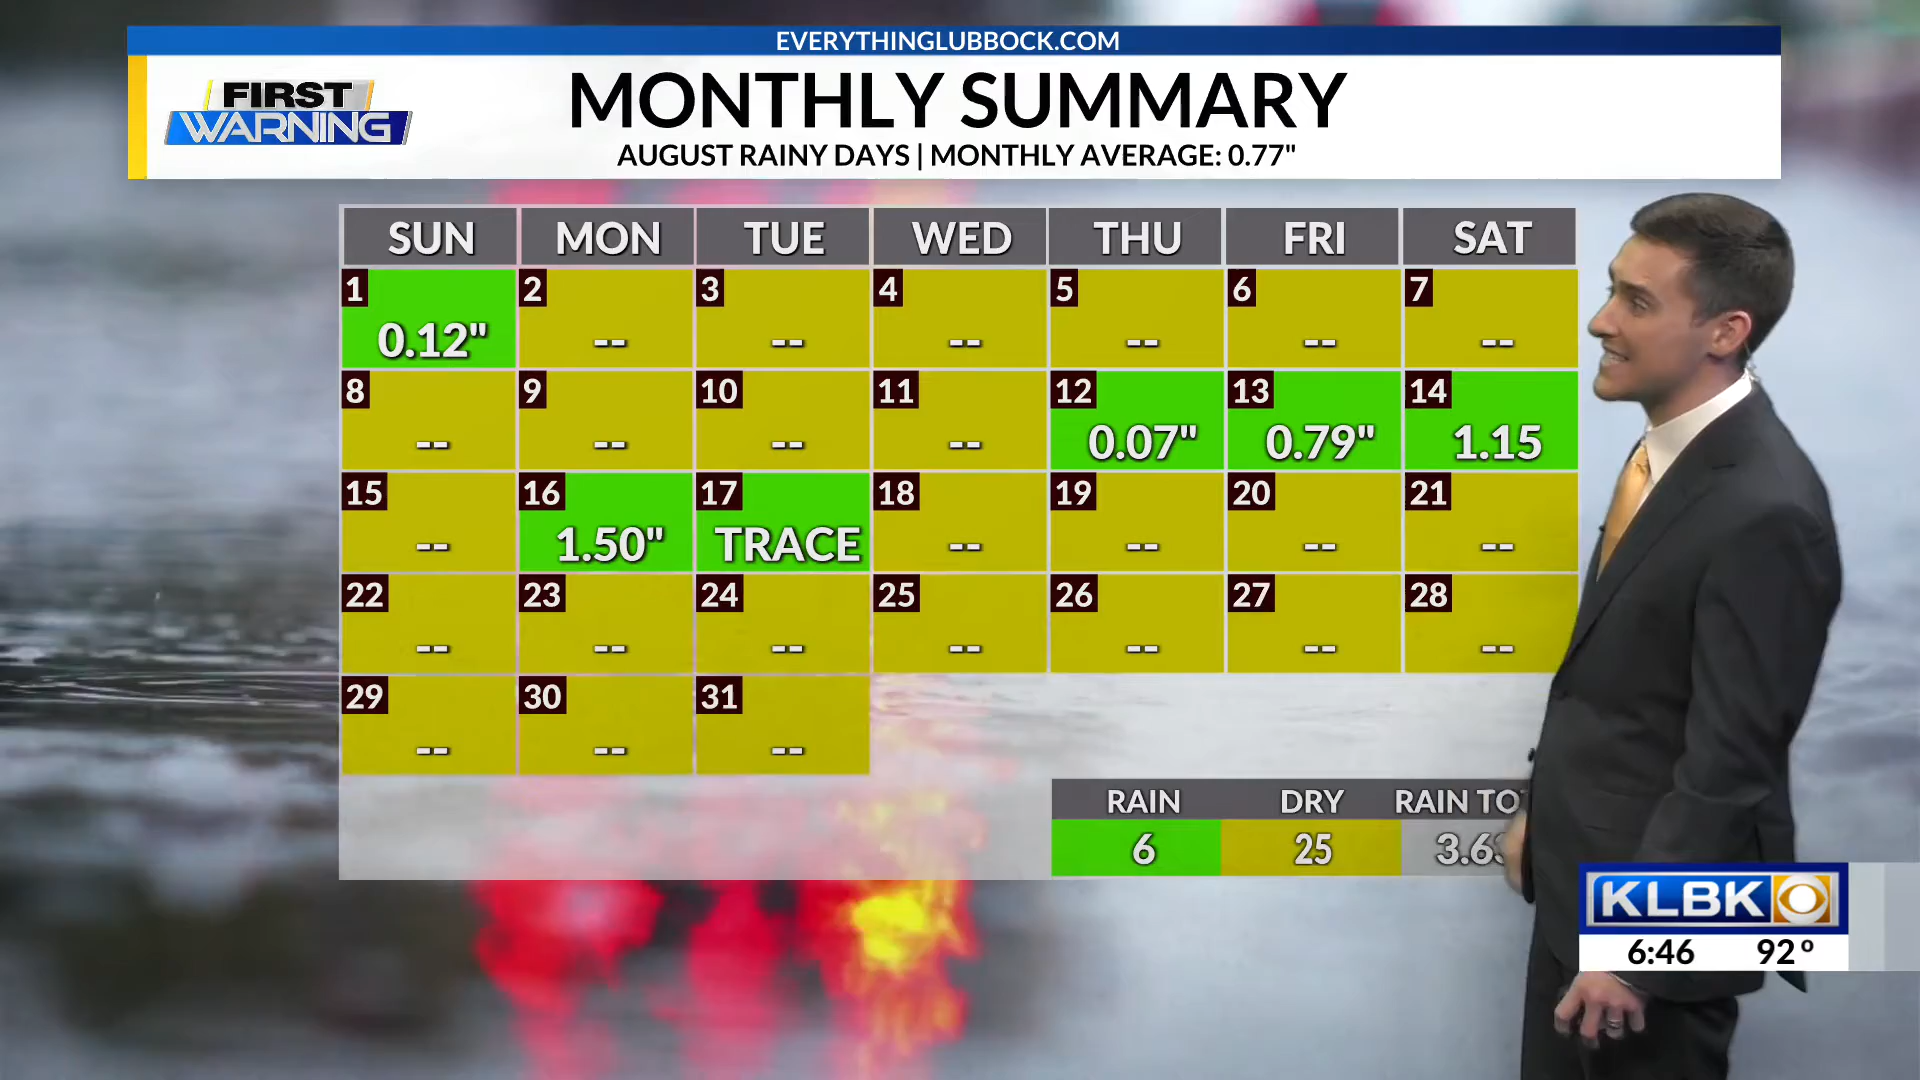 EVERYTHINGLUBBOCK.COM
FIRST
WARNING
MONTHLY SUMMARY
AUGUST RAINY DAYS | MONTHLY AVERAGE: 0.77"
SUN MON TUE WED THU FRI SAT
1 2 3 4 5 6 7
0.12" -- -- -- -- -- --
8 9 10 11 12 13 14
-- -- -- -- 0.07" 0.79" 1.15
15 16 17 18 19 20 21
-- 1.50" TRACE -- -- -- --
22 23 24 25 26 27 28
-- -- -- -- -- -- --
29 30 31
-- -- --
RAIN DRY RAIN
6 25
KLBK
6:46 92°